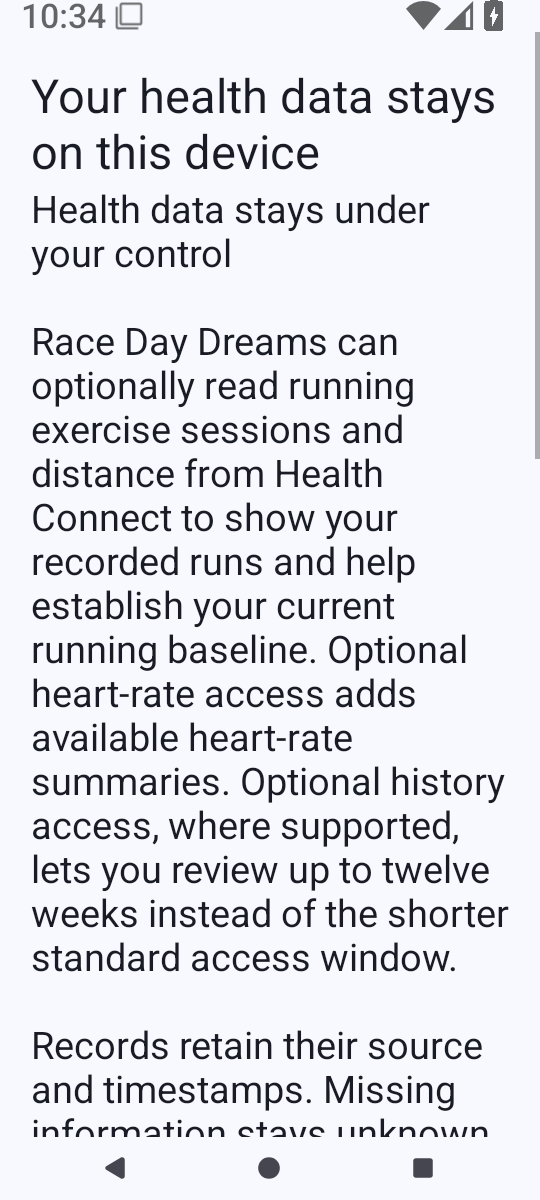 10:34
Your health data stays
on this device
Health data stays under
your control
Race Day Dreams can
optionally read running
exercise sessions and
distance from Health
Connect to show your
recorded runs and help
establish your current
running baseline. Optional
heart-rate access adds
available heart-rate
summaries. Optional history
access, where supported,
lets you review up to twelve
weeks instead of the shorter
standard access window.
Records retain their source
and timestamps. Missing
information stays unknown